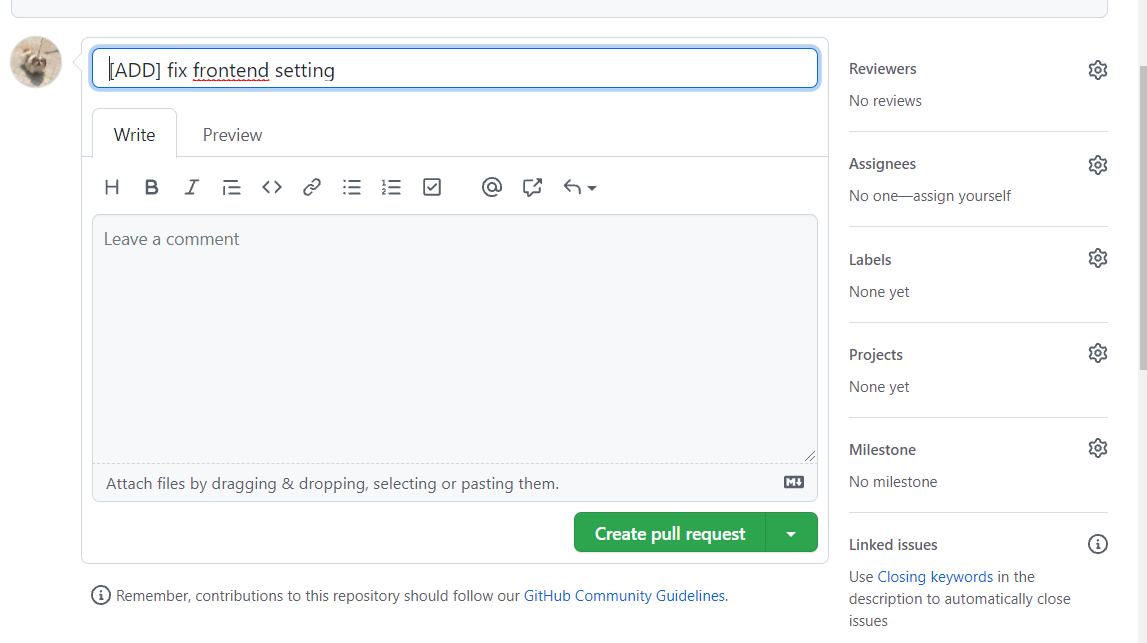 [ADD] fix frontend setting
Write Preview
Leave a comment
Attach files by dragging & dropping, selecting or pasting them.
Create pull request
Remember, contributions to this repository should follow our GitHub Community Guidelines.
Reviewers
No reviews
Assignees
No one—assign yourself
Labels
None yet
Projects
None yet
Milestone
No milestone
Linked issues
Use Closing keywords in the
description to automatically close
issues